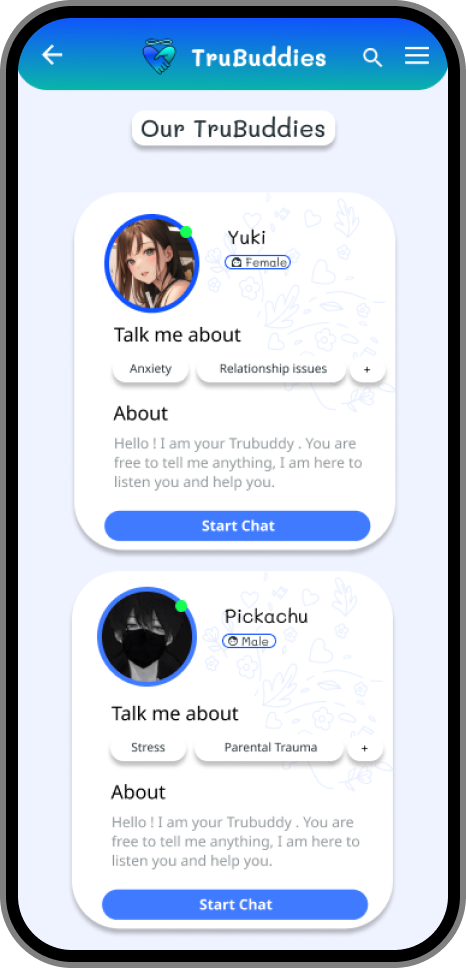 TruBuddies
Our TruBuddies
Yuki
Female
Talk me about
Anxiety
Relationship issues
+
About
Hello ! I am your Trubuddy . You are
free to tell me anything, I am here to
listen you and help you.
Start Chat
Pickachu
Male
Talk me about
Stress
Parental Trauma
+
About
Hello ! I am your Trubuddy . You are
free to tell me anything, I am here to
listen you and help you.
Start Chat